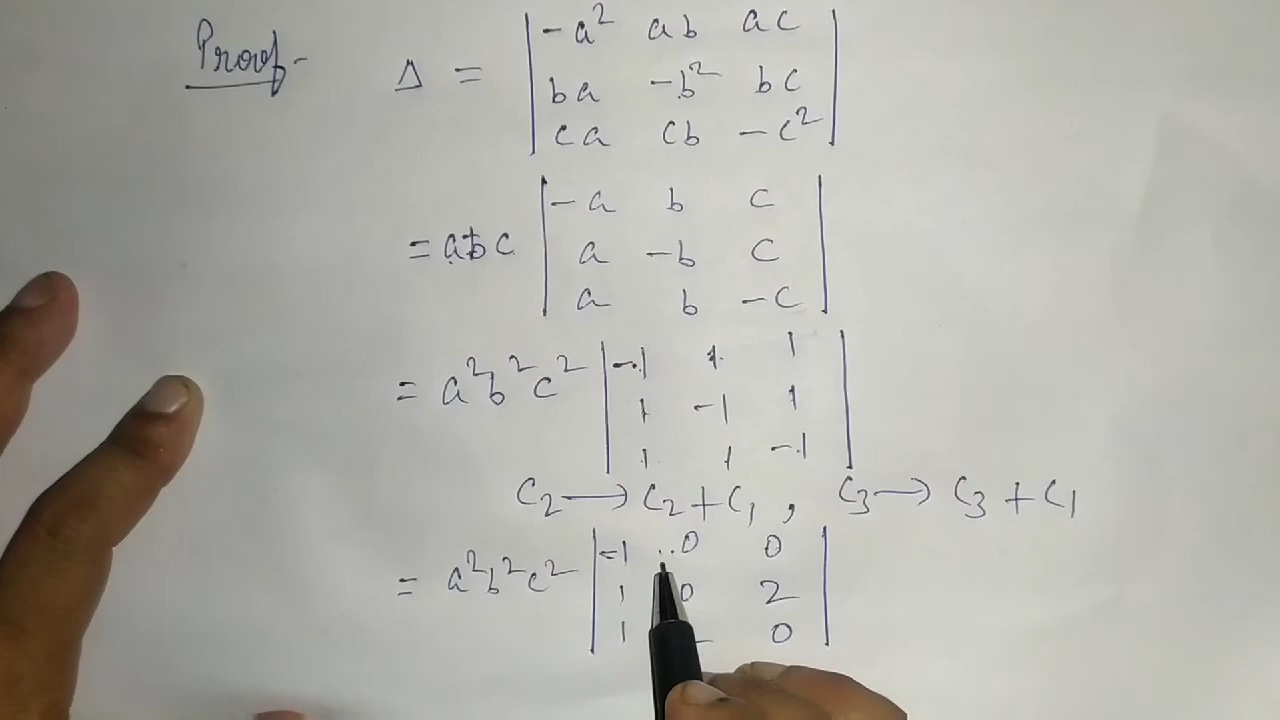 Proof- Δ = | -a² ab ac |
| ba -b² bc |
| ca cb -c² |
= abc | -a b c |
| a -b c |
| a b -c |
= a²b²c² | -1 1 1 |
| 1 -1 1 |
| 1 1 -1 |
C₂ → C₂ + C₁ , C₃ → C₃ + C₁
= a²b²c² | -1 0 0 |
| 1 0 2 |
| 1 0 |